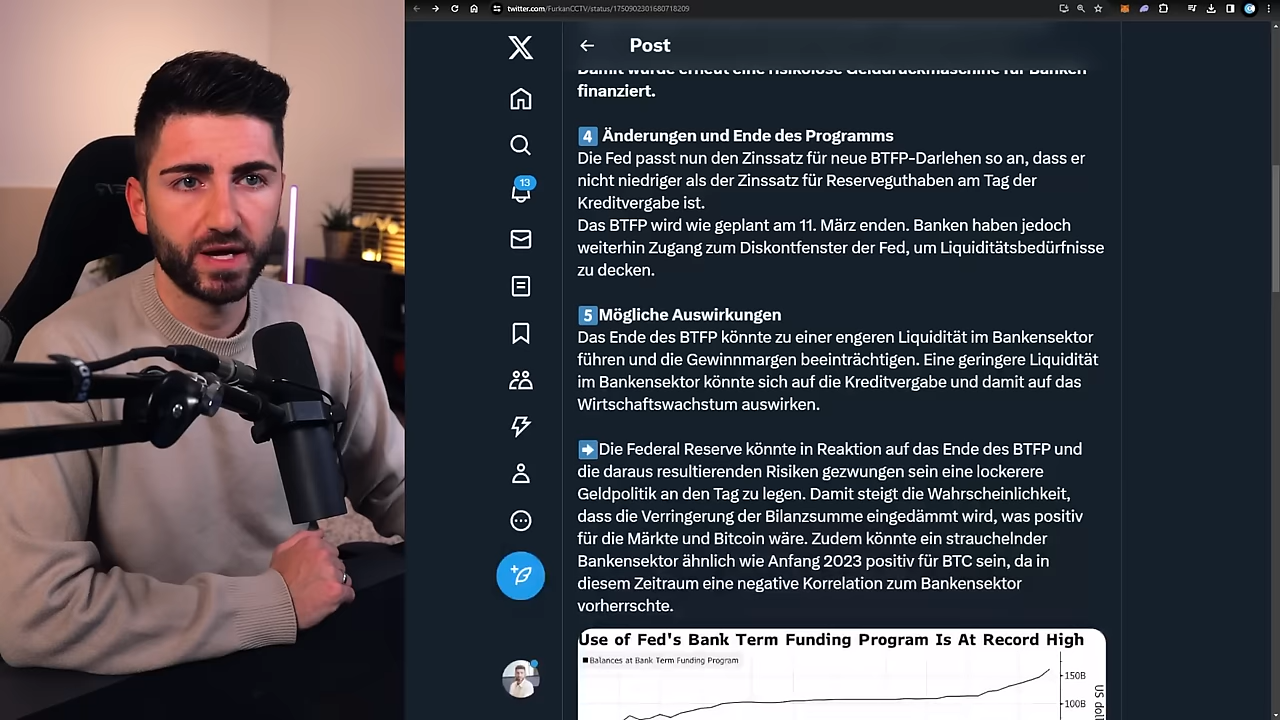 twitter.com/FurkanCCTV/status/1750902301680718209
Post
13
Damit wurde erneut eine risikolose Gelddruckmaschine für Banken
finanziert.
4 Änderungen und Ende des Programms
Die Fed passt nun den Zinssatz für neue BTFP-Darlehen so an, dass er
nicht niedriger als der Zinssatz für Reserveguthaben am Tag der
Kreditvergabe ist.
Das BTFP wird wie geplant am 11. März enden. Banken haben jedoch
weiterhin Zugang zum Diskontfenster der Fed, um Liquiditätsbedürfnisse
zu decken.
5 Mögliche Auswirkungen
Das Ende des BTFP könnte zu einer engeren Liquidität im Bankensektor
führen und die Gewinnmargen beeinträchtigen. Eine geringere Liquidität
im Bankensektor könnte sich auf die Kreditvergabe und damit auf das
Wirtschaftswachstum auswirken.
Die Federal Reserve könnte in Reaktion auf das Ende des BTFP und
die daraus resultierenden Risiken gezwungen sein eine lockerere
Geldpolitik an den Tag zu legen. Damit steigt die Wahrscheinlichkeit,
dass die Verringerung der Bilanzsumme eingedämmt wird, was positiv
für die Märkte und Bitcoin wäre. Zudem könnte ein strauchelnder
Bankensektor ähnlich wie Anfang 2023 positiv für BTC sein, da in
diesem Zeitraum eine negative Korrelation zum Bankensektor
vorherrschte.
Use of Fed's Bank Term Funding Program Is At Record High
Balances at Bank Term Funding Program
150B
100B